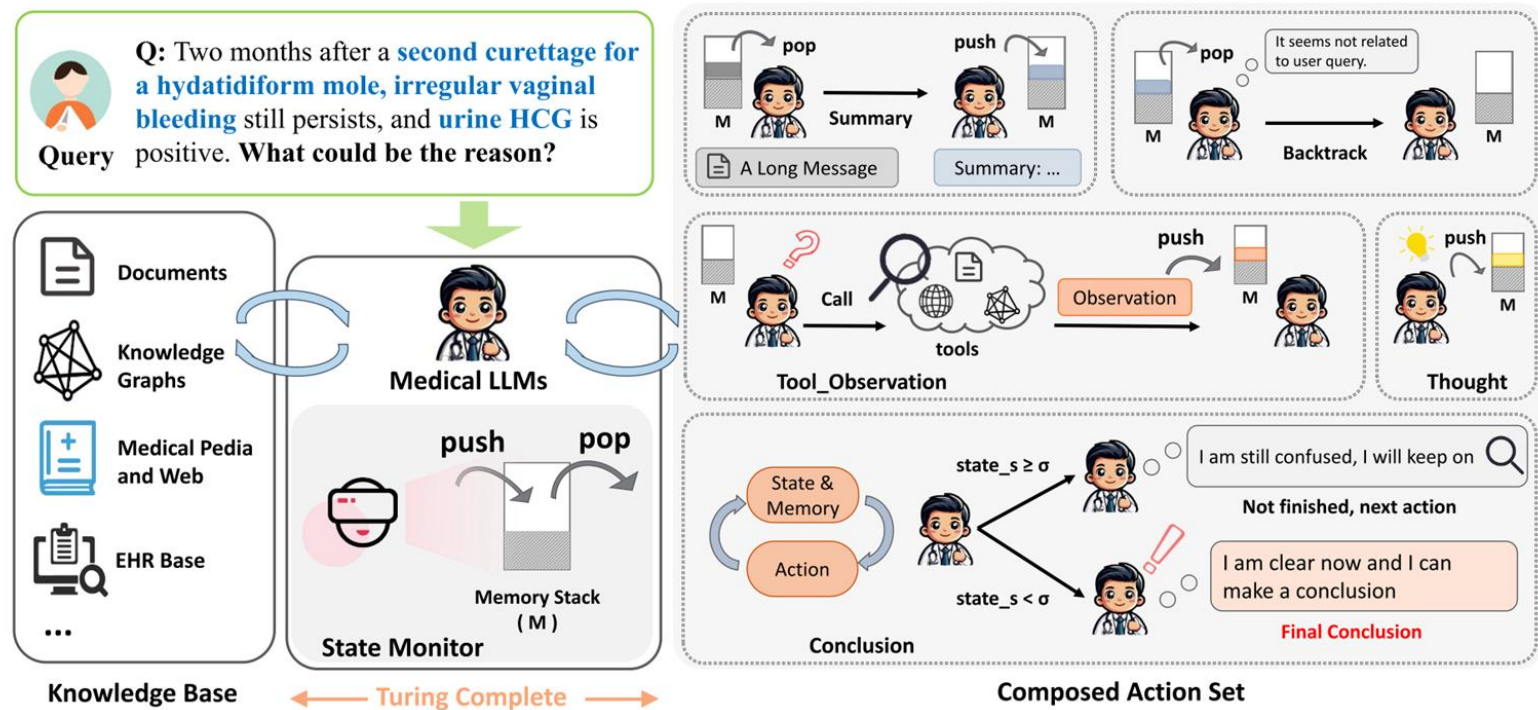 Q: Two months after a second curettage for
a hydatidiform mole, irregular vaginal
bleeding still persists, and urine HCG is
positive. What could be the reason?
Query
Documents
Knowledge
Graphs
Medical Pedia
and Web
EHR Base
...
Knowledge Base
Medical LLMs
push
pop
Memory Stack
( M )
State Monitor
Turing Complete
pop
push
M
Summary
M
A Long Message
Summary: ...
pop
It seems not related
to user query.
M
Backtrack
M
M
Call
tools
Observation
push
M
Tool_Observation
push
M
Thought
State &
Memory
Action
state_s ≥ σ
state_s < σ
I am still confused, I will keep on
Not finished, next action
I am clear now and I can
make a conclusion
Final Conclusion
Conclusion
Composed Action Set